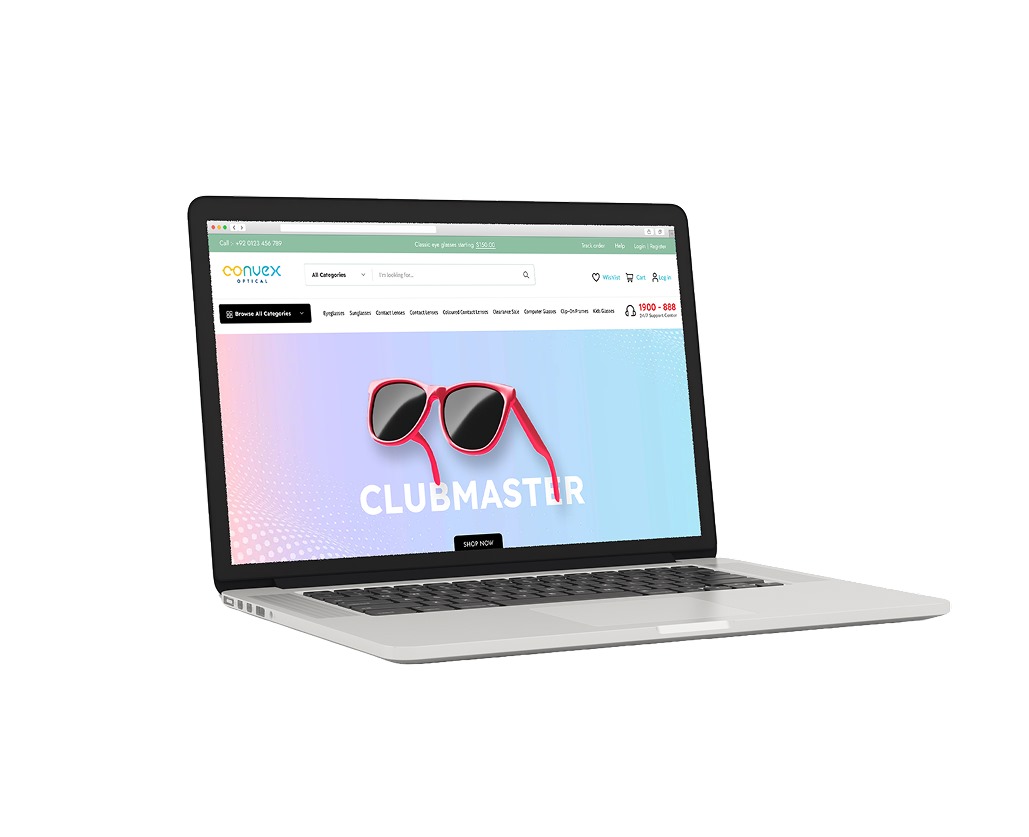 Call :- +92 0123 456 789
Classic eye glasses starting $150.00
Track order Help Login | Register
convex
OPTICAL
All Categories
I'm looking for...
Wishlist Cart Log in
Browse All Categories
Eyeglasses Sunglasses Contact Lenses Contact Lenses Coloured Contact Lenses Clearance Sale Computer Glasses Clip-On Frames Kids Glasses
1900 - 888
24/7 Support Center
CLUBMASTER
SHOP NOW